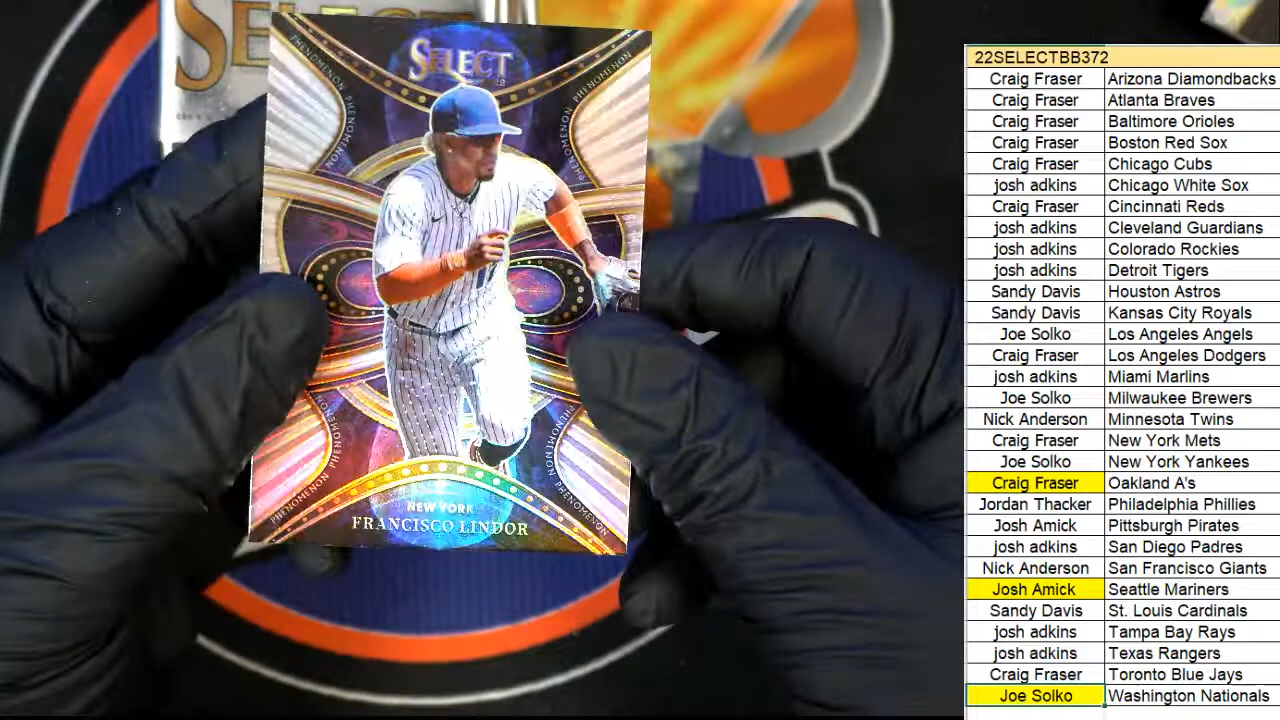 SELECT
SELECT
22
PHENOMENON PHENOMENON
PHENOMENON PHENOMENON
PHENOMENON PHENOMENON
PHENOMENON PHENOMENON
NEW YORK
FRANCISCO LINDOR
22SELECTBB372
Craig Fraser Arizona Diamondbacks
Craig Fraser Atlanta Braves
Craig Fraser Baltimore Orioles
Craig Fraser Boston Red Sox
Craig Fraser Chicago Cubs
josh adkins Chicago White Sox
Craig Fraser Cincinnati Reds
josh adkins Cleveland Guardians
josh adkins Colorado Rockies
josh adkins Detroit Tigers
Sandy Davis Houston Astros
Sandy Davis Kansas City Royals
Joe Solko Los Angeles Angels
Craig Fraser Los Angeles Dodgers
josh adkins Miami Marlins
Joe Solko Milwaukee Brewers
Nick Anderson Minnesota Twins
Craig Fraser New York Mets
Joe Solko New York Yankees
Craig Fraser Oakland A's
Jordan Thacker Philadelphia Phillies
Josh Amick Pittsburgh Pirates
josh adkins San Diego Padres
Nick Anderson San Francisco Giants
Josh Amick Seattle Mariners
Sandy Davis St. Louis Cardinals
josh adkins Tampa Bay Rays
josh adkins Texas Rangers
Craig Fraser Toronto Blue Jays
Joe Solko Washington Nationals